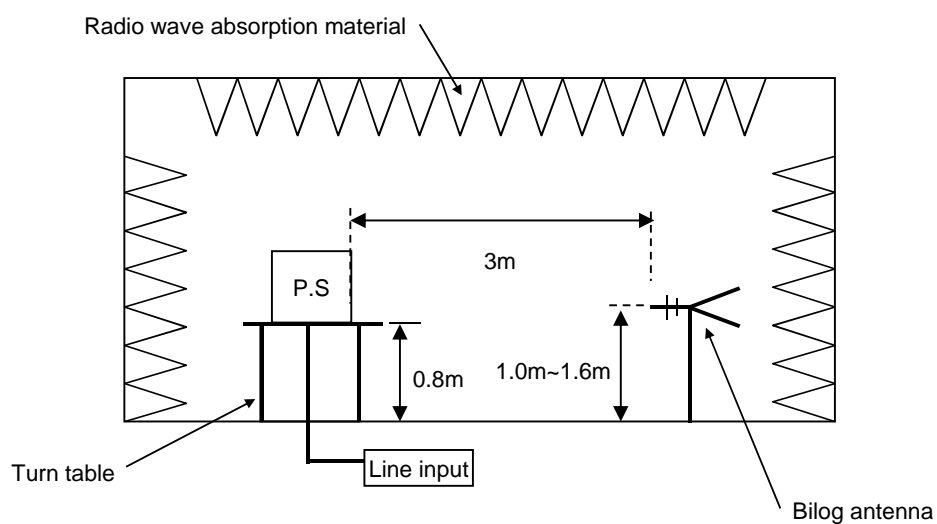 Radio wave absorption material
3m
P.S
0.8m
1.0m~1.6m
Turn table
Line input
Bilog antenna